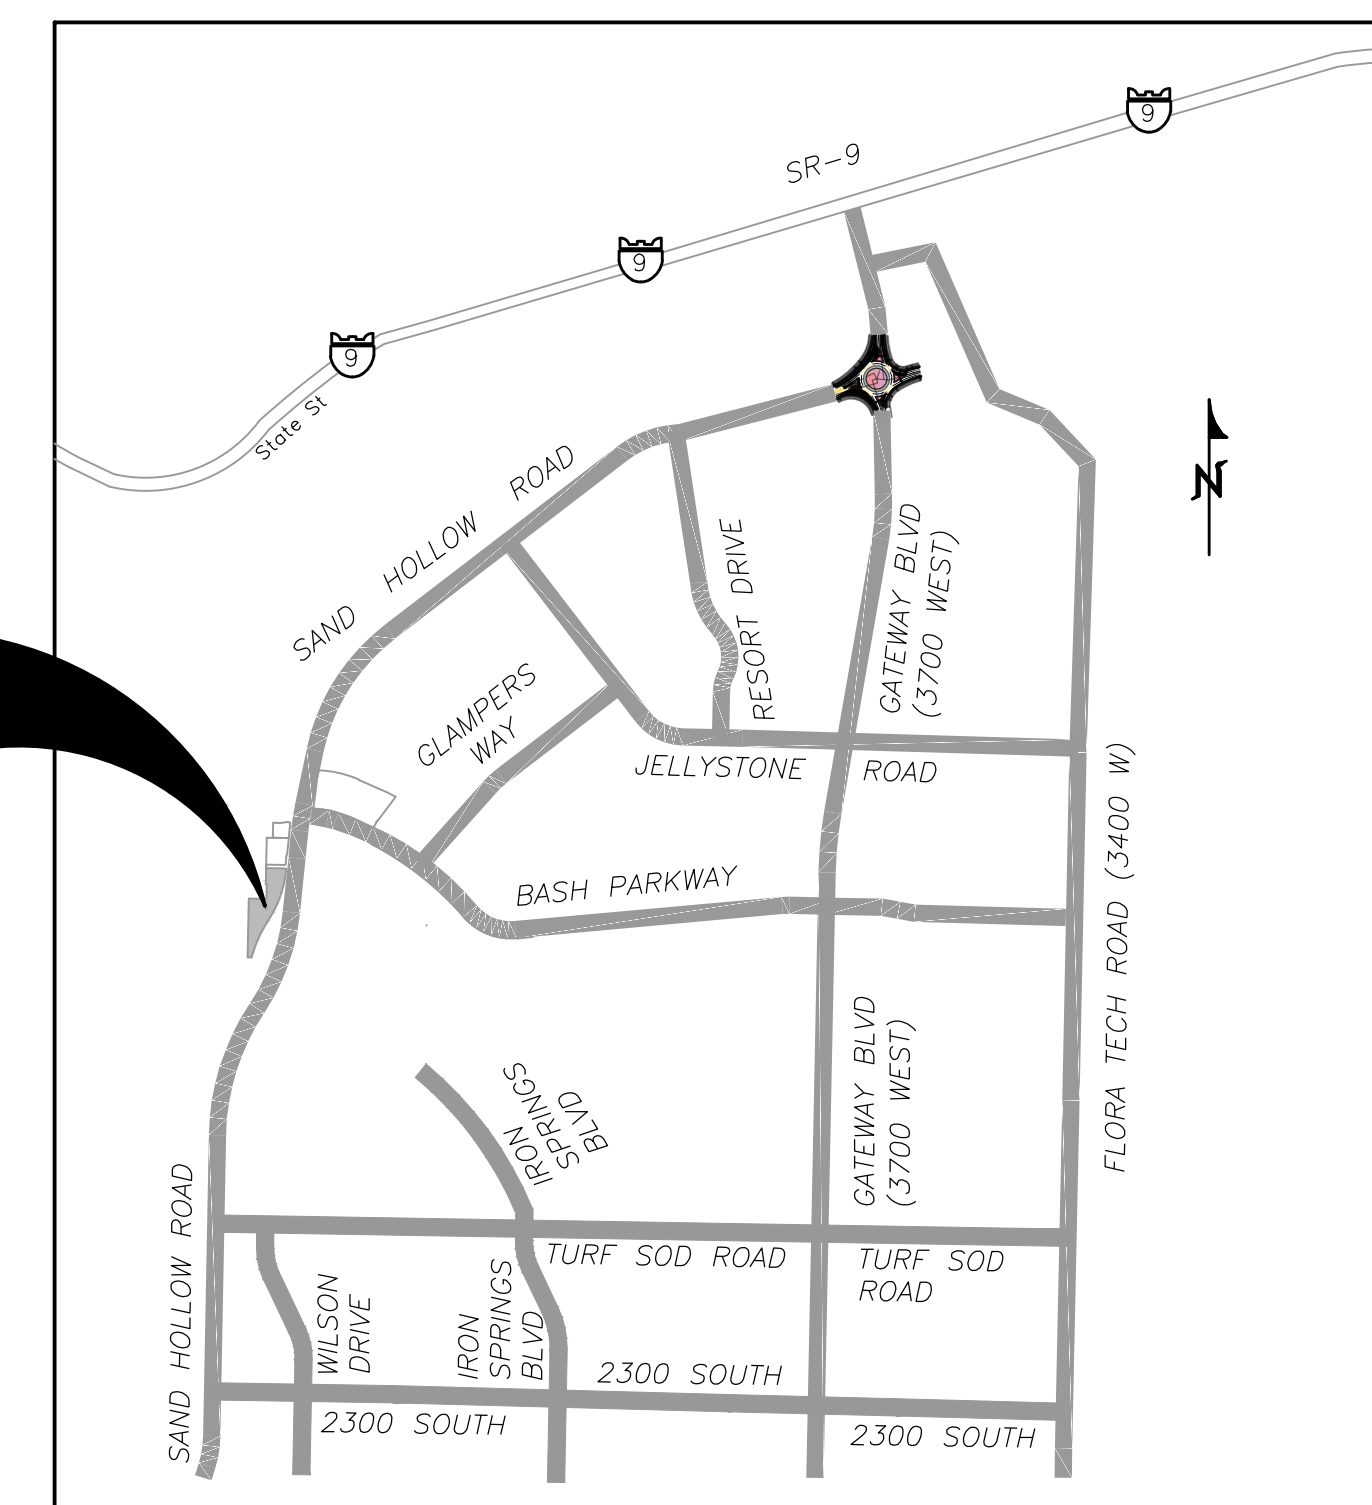 9
SR-9
9
9
State St
SAND HOLLOW ROAD
N
RESORT DRIVE
GATEWAY BLVD
(3700 WEST)
GLAMPERS
WAY
JELLYSTONE ROAD
FLORA TECH ROAD (3400 W)
BASH PARKWAY
GATEWAY BLVD
(3700 WEST)
IRON
SPRINGS
BLVD
SAND HOLLOW ROAD
TURF SOD ROAD
TURF SOD
ROAD
WILSON
DRIVE
IRON
SPRINGS
BLVD
2300 SOUTH
2300 SOUTH
2300 SOUTH